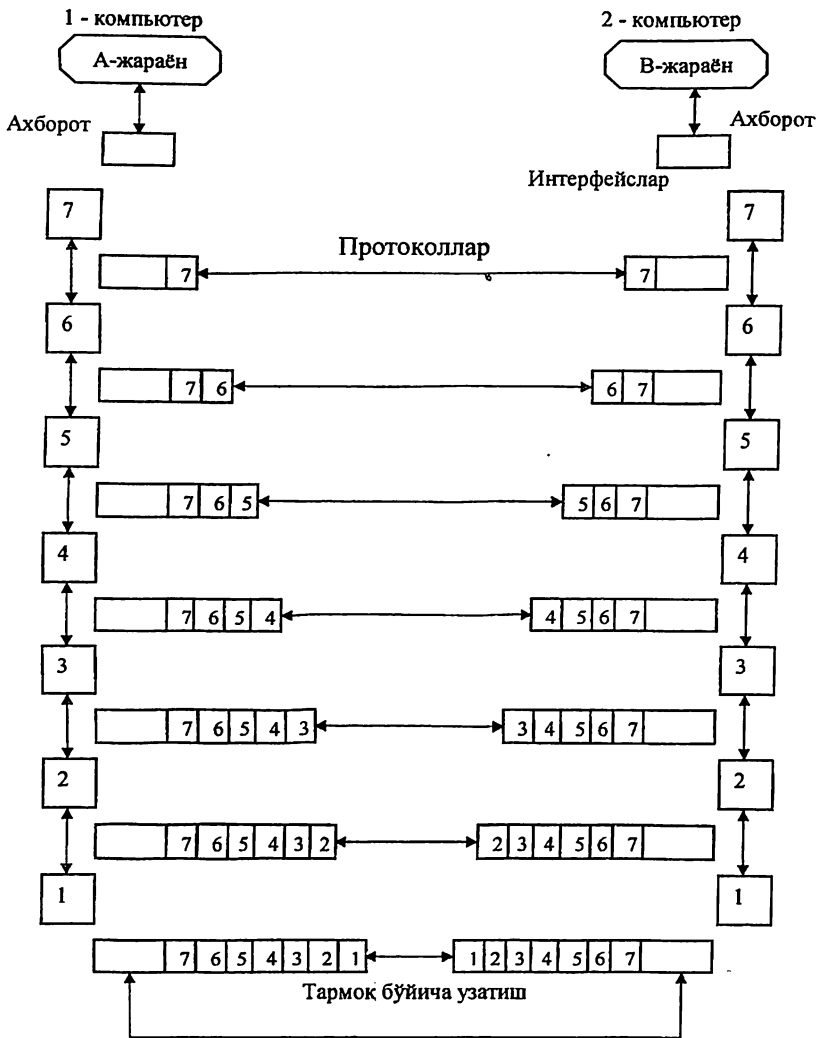 1 - компьютер 2 - компьютер
А-жараён В-жараён
Ахборот Ахборот
Интерфейслар
7 7
Протоколлар
7 7
6 6
7 6 6 7
5 5
7 6 5 5 6 7
4 4
7 6 5 4 4 5 6 7
3 3
7 6 5 4 3 3 4 5 6 7
2 2
7 6 5 4 3 2 2 3 4 5 6 7
1 1
7 6 5 4 3 2 1 1 2 3 4 5 6 7
Тармоқ бўйича узатиш